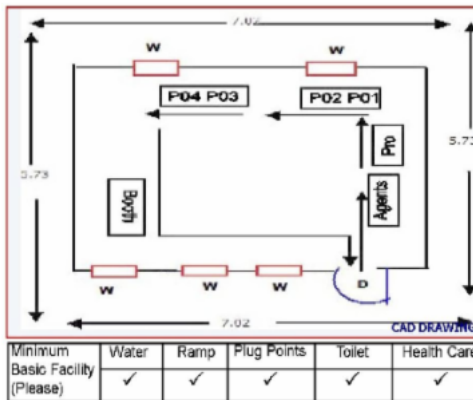 7.02
W
W
P04 P03
P02 P01
5.73
5.73
Pro
Booth
Agents
W
W
W
D
7.02
CAD DRAWING
Minimum Basic Facility (Please)
Water
Ramp
Plug Points
Toilet
Health Care
✓ ✓ ✓ ✓ ✓